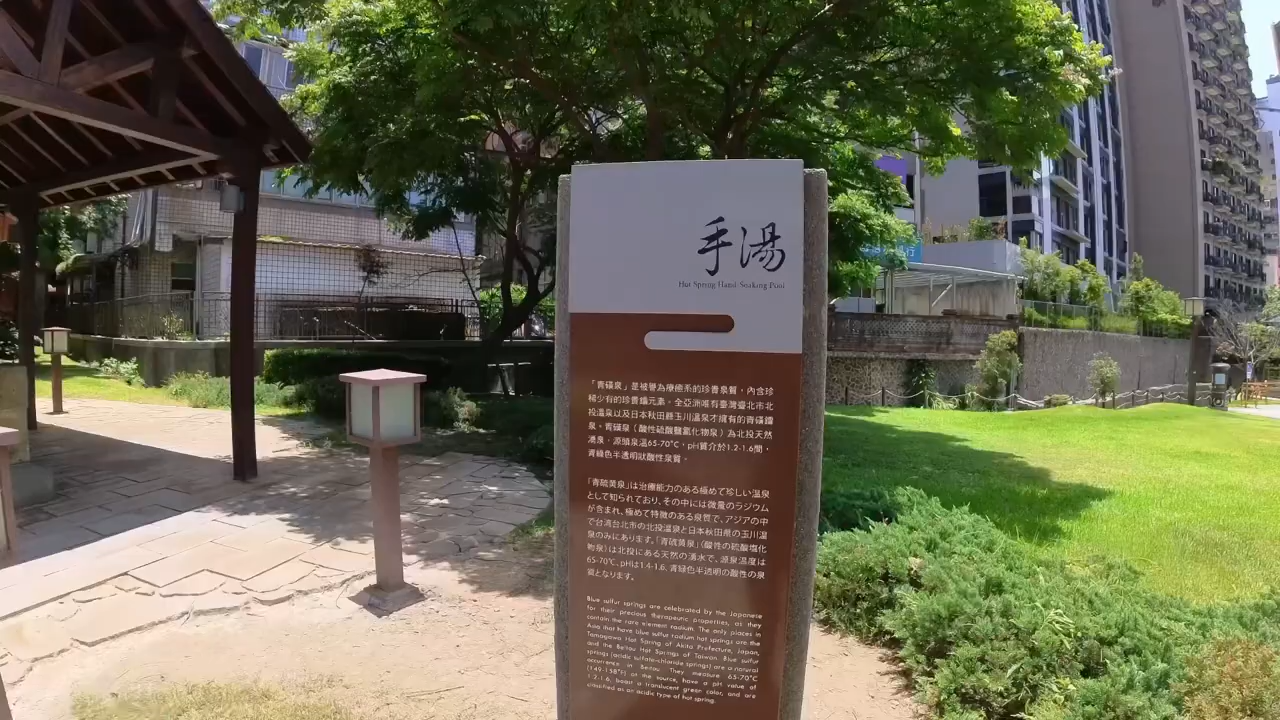 手湯
Hot Spring Hand-Soaking Pool
「青磺泉」是被譽為療癒系的珍貴泉質，內含珍
稀少有的珍貴鐳元素。全亞洲唯有臺灣臺北市北
投溫泉以及日本秋田縣玉川溫泉才擁有的青磺鐳
泉。青磺泉（酸性硫酸鹽氯化物泉）為北投天然
湧泉，源頭泉溫65-70°C，pH質介於1.2-1.6間，
青綠色半透明狀酸性泉質。
「青硫黄泉」は治療能力のある極めて珍しい温泉
として知られており、その中には微量のラジウム
が含まれ、極めて特徴のある泉質で、アジアの中
で台湾台北市の北投温泉と日本秋田県の玉川温
泉のみにあります。「青硫黄泉」（酸性の硫酸塩化
物泉）は北投にある天然の湧水で、源泉温度は
65-70℃、pHは1.4-1.6、青緑色半透明の酸性の泉
質となります。
Blue sulfur springs are celebrated by the Japanese
for their precious therapeutic properties, as they
contain the rare element radium. The only places in
Asia that have blue sulfur radium hot springs are the
Tamagawa Hot Spring of Akita Prefecture, Japan,
and the Beitou Hot Springs of Taiwan. Blue sulfur
springs (acidic sulfate-chloride springs) are a natural
occurrence in Beitou. They measure 65-70°C
(149-158°F) at the source, have a pH value of
1.2-1.6, boast a translucent green color, and are
classified as an acidic type of hot spring.